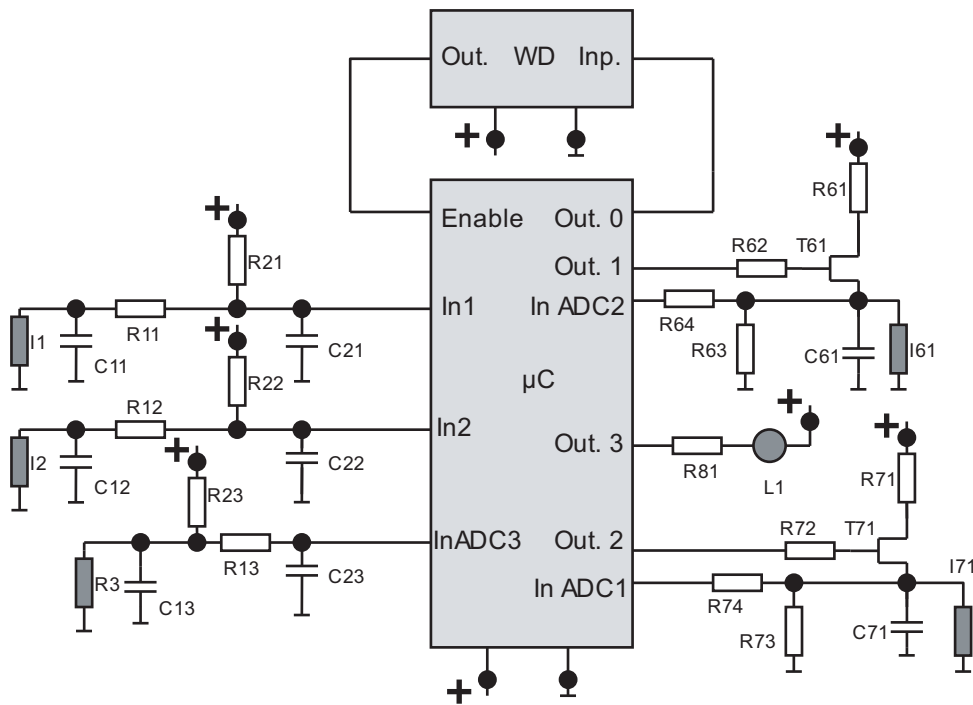 Out. WD Inp.
+
+
R61
Enable Out. 0
+
R21
R62 T61
Out. 1
In1 In ADC2
I1
R11
C11
C21
+
R64
R63
C61
I61
R22
µC
R12
+
+
In2 Out. 3
I2
C12
C22
+
R81
L1
R71
R23
R72 T71
InADC3 Out. 2
R3
R13
C13
C23
In ADC1
I71
R74
R73
C71
+